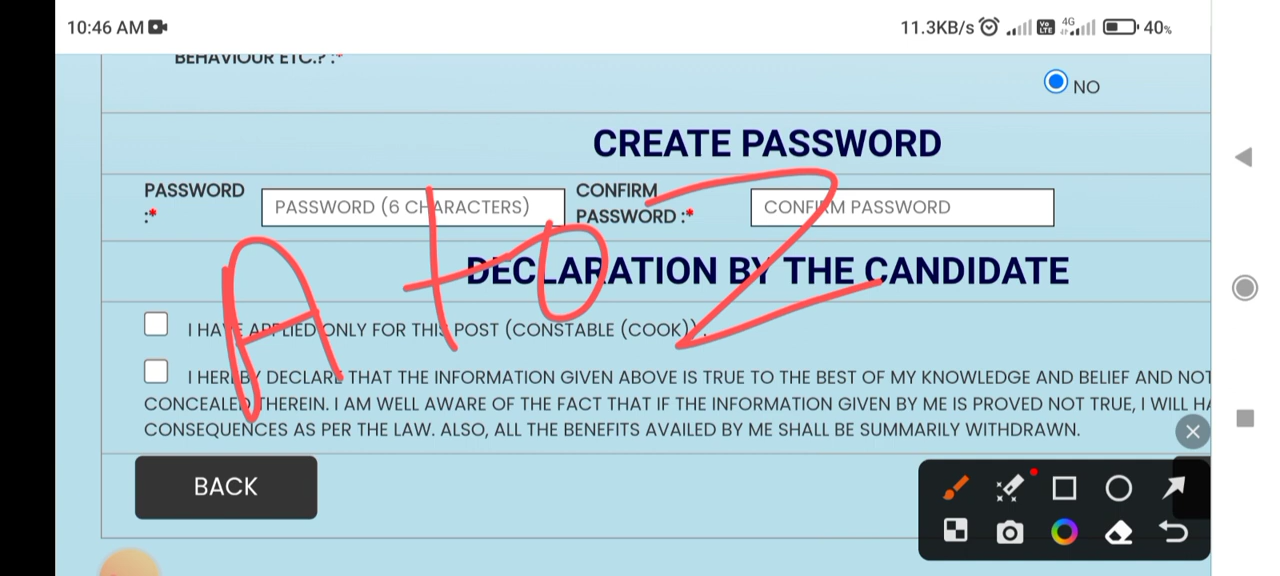 10:46 AM 11.3KB/s Vo LTE 4G 40%
BEHAVIOUR ETC.? :*
NO
CREATE PASSWORD
PASSWORD :* PASSWORD (6 CHARACTERS) CONFIRM PASSWORD :* CONFIRM PASSWORD
A to Z
DECLARATION BY THE CANDIDATE
I HAVE APPLIED ONLY FOR THIS POST (CONSTABLE (COOK)).
I HEREBY DECLARE THAT THE INFORMATION GIVEN ABOVE IS TRUE TO THE BEST OF MY KNOWLEDGE AND BELIEF AND NOT
CONCEALED THEREIN. I AM WELL AWARE OF THE FACT THAT IF THE INFORMATION GIVEN BY ME IS PROVED NOT TRUE, I WILL
CONSEQUENCES AS PER THE LAW. ALSO, ALL THE BENEFITS AVAILED BY ME SHALL BE SUMMARILY WITHDRAWN.
BACK